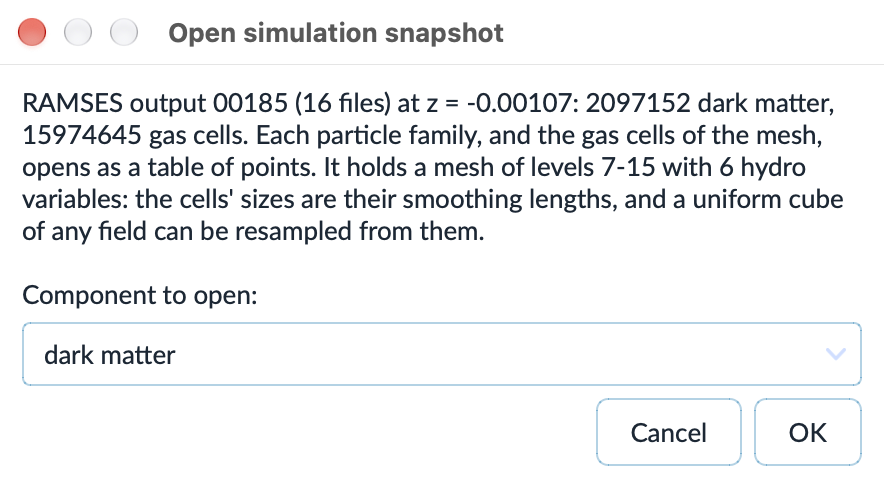 Open simulation snapshot
RAMSES output 00185 (16 files) at z = -0.00107: 2097152 dark matter,
15974645 gas cells. Each particle family, and the gas cells of the mesh,
opens as a table of points. It holds a mesh of levels 7-15 with 6 hydro
variables: the cells' sizes are their smoothing lengths, and a uniform cube
of any field can be resampled from them.
Component to open:
dark matter
Cancel
OK